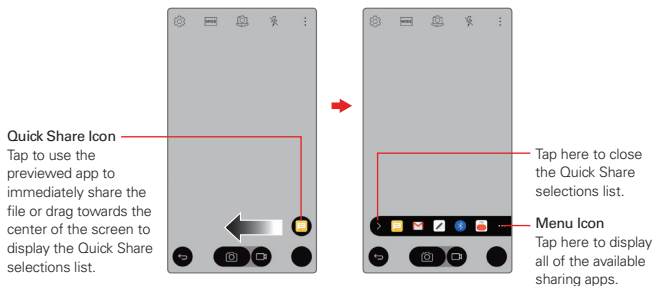 MODE
MODE
Quick Share Icon
Tap to use the
previewed app to
immediately share the
file or drag towards the
center of the screen to
display the Quick Share
selections list.
Tap here to close
the Quick Share
selections list.
Menu Icon
Tap here to display
all of the available
sharing apps.